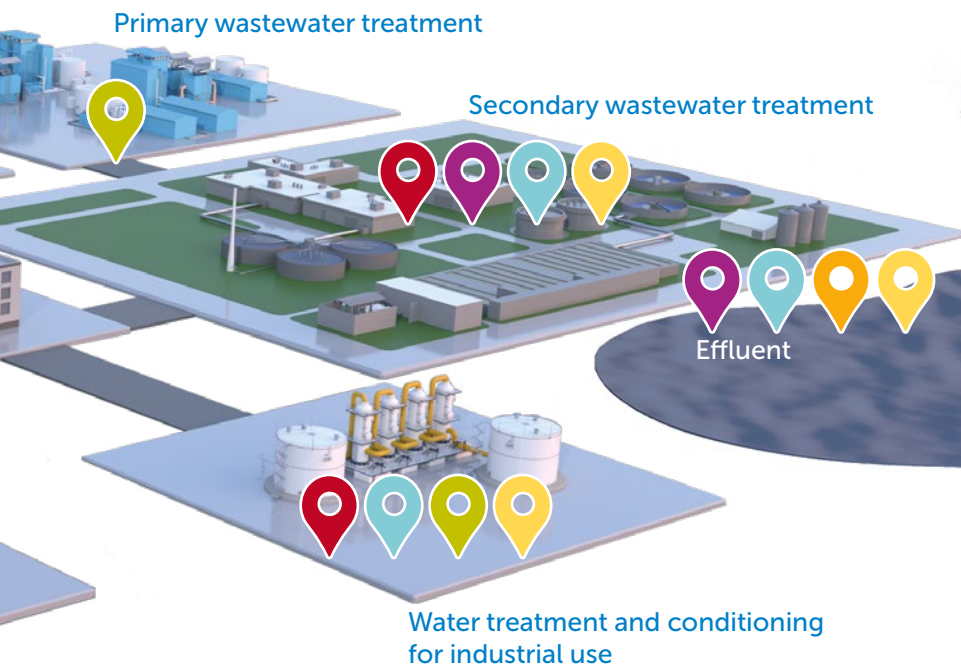 Primary wastewater treatment
Secondary wastewater treatment
Effluent
Water treatment and conditioning
for industrial use